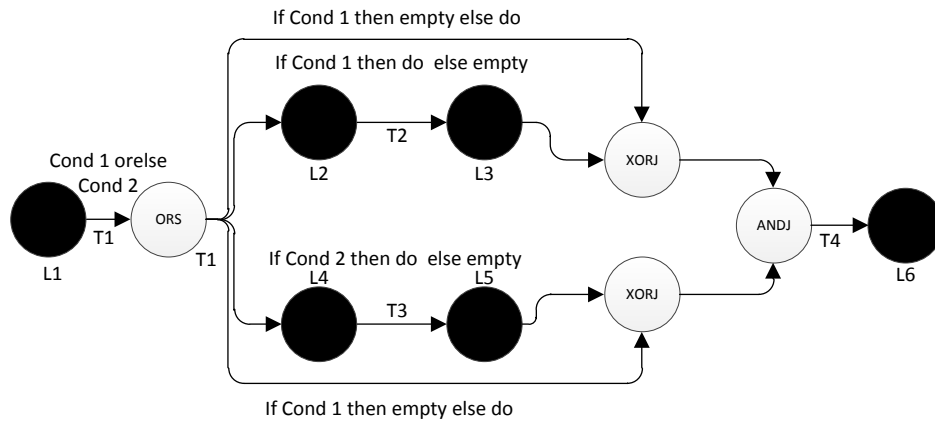 If Cond 1 then empty else do
If Cond 1 then do else empty
T2
L2
L3
XORJ
Cond 1 orelse
Cond 2
ORS
T1
T1
L1
ANDJ
T4
L6
If Cond 2 then do else empty
L4
L5
T3
XORJ
If Cond 1 then empty else do